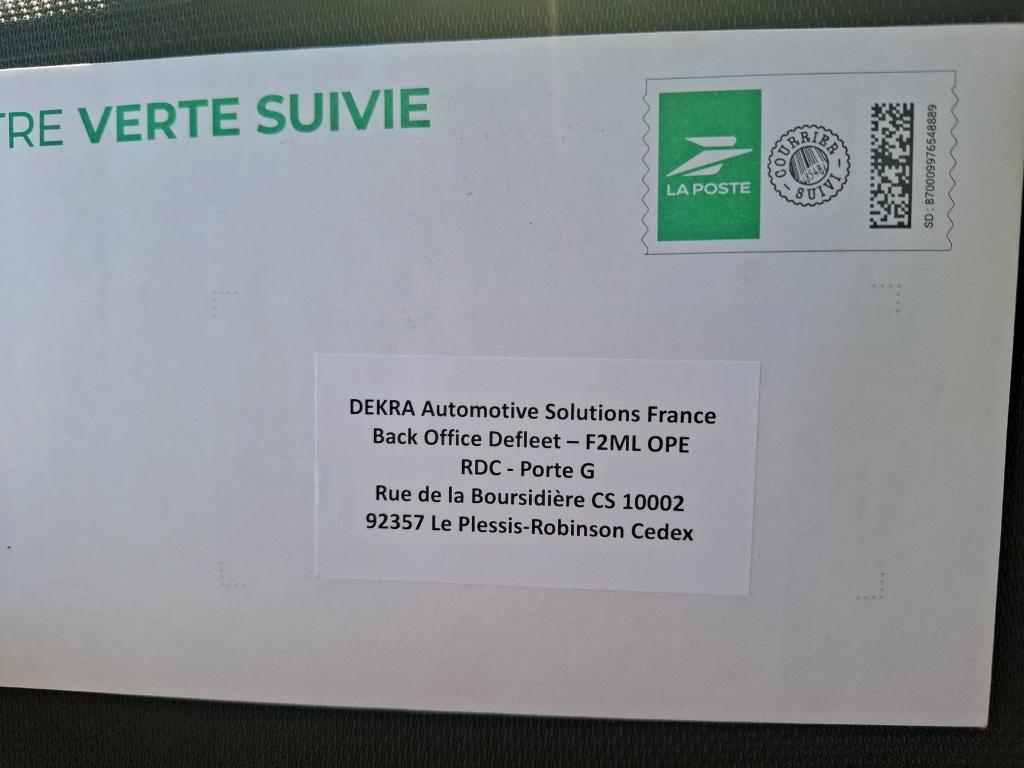 TRE VERTE SUIVIE
LA POSTE
COURRIER
SUIVI
SD : 870009976548889
DEKRA Automotive Solutions France
Back Office Defleet – F2ML OPE
RDC - Porte G
Rue de la Boursidière CS 10002
92357 Le Plessis-Robinson Cedex